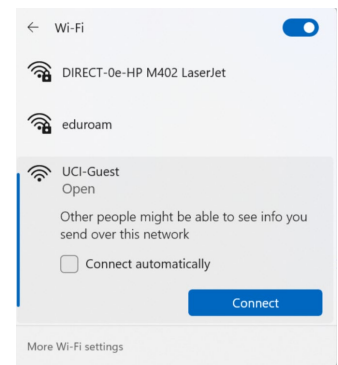 Wi-Fi
DIRECT-0e-HP M402 LaserJet
eduroam
UCI-Guest
Open
Other people might be able to see info you
send over this network
Connect automatically
Connect
More Wi-Fi settings